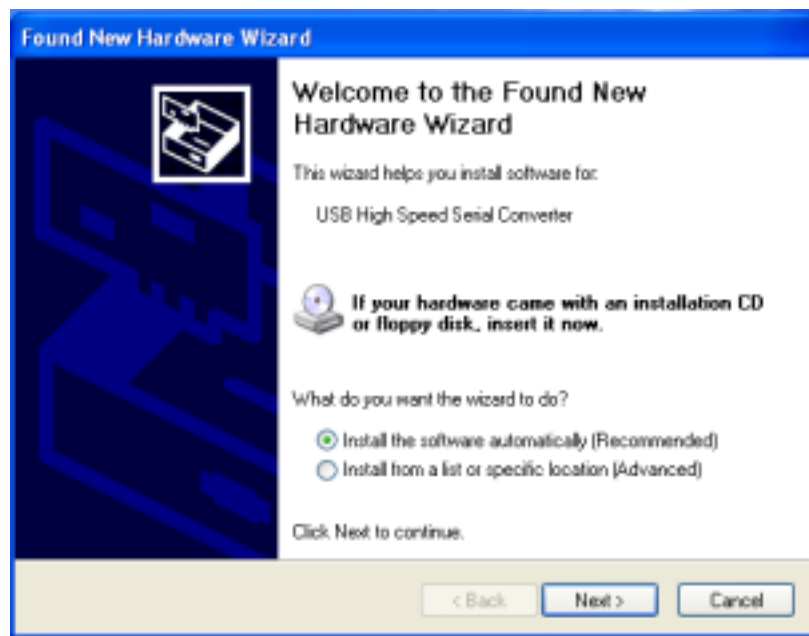 Found New Hardware Wizard
Welcome to the Found New
Hardware Wizard
This wizard helps you install software for:
USB High Speed Serial Converter
If your hardware came with an installation CD
or floppy disk, insert it now.
What do you want the wizard to do?
Install the software automatically (Recommended)
Install from a list or specific location (Advanced)
Click Next to continue.
< Back Next > Cancel